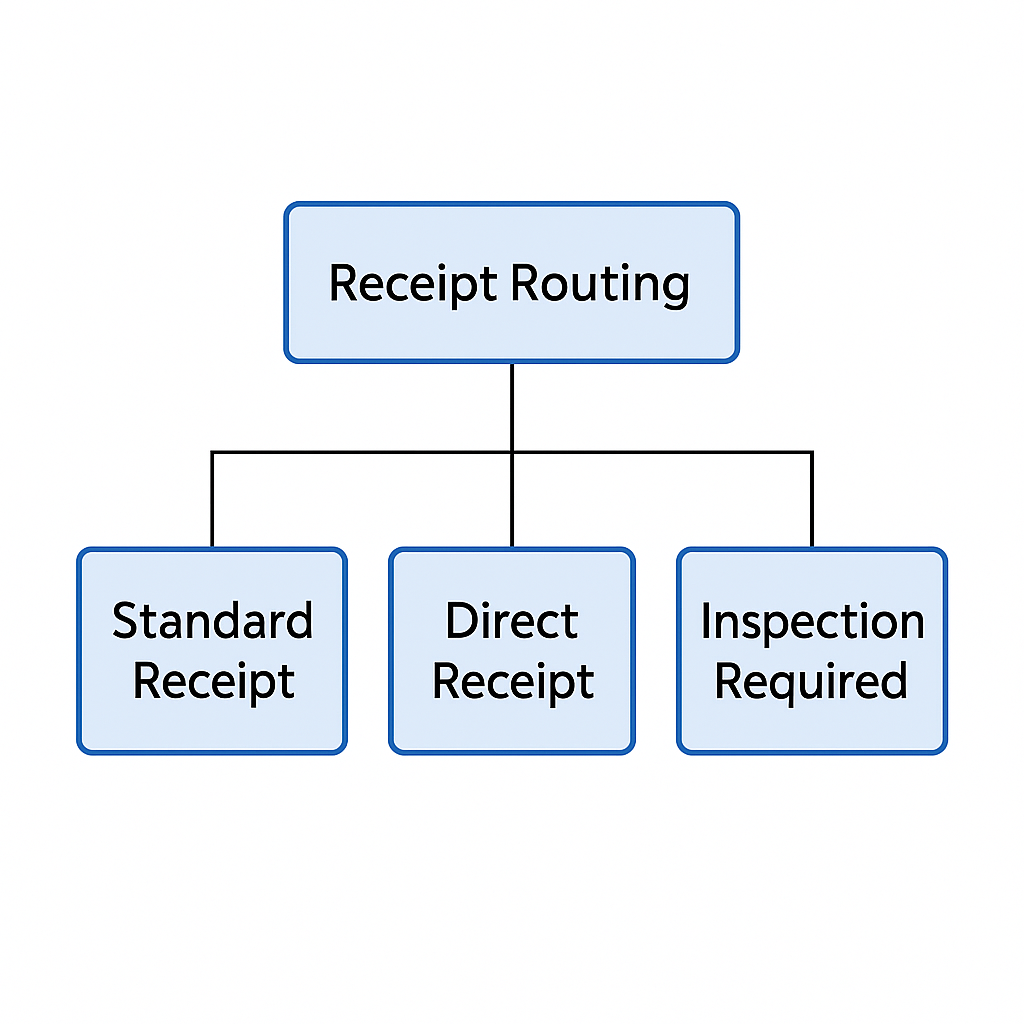 Receipt Routing
Standard
Receipt
Direct
Receipt
Inspection
Required